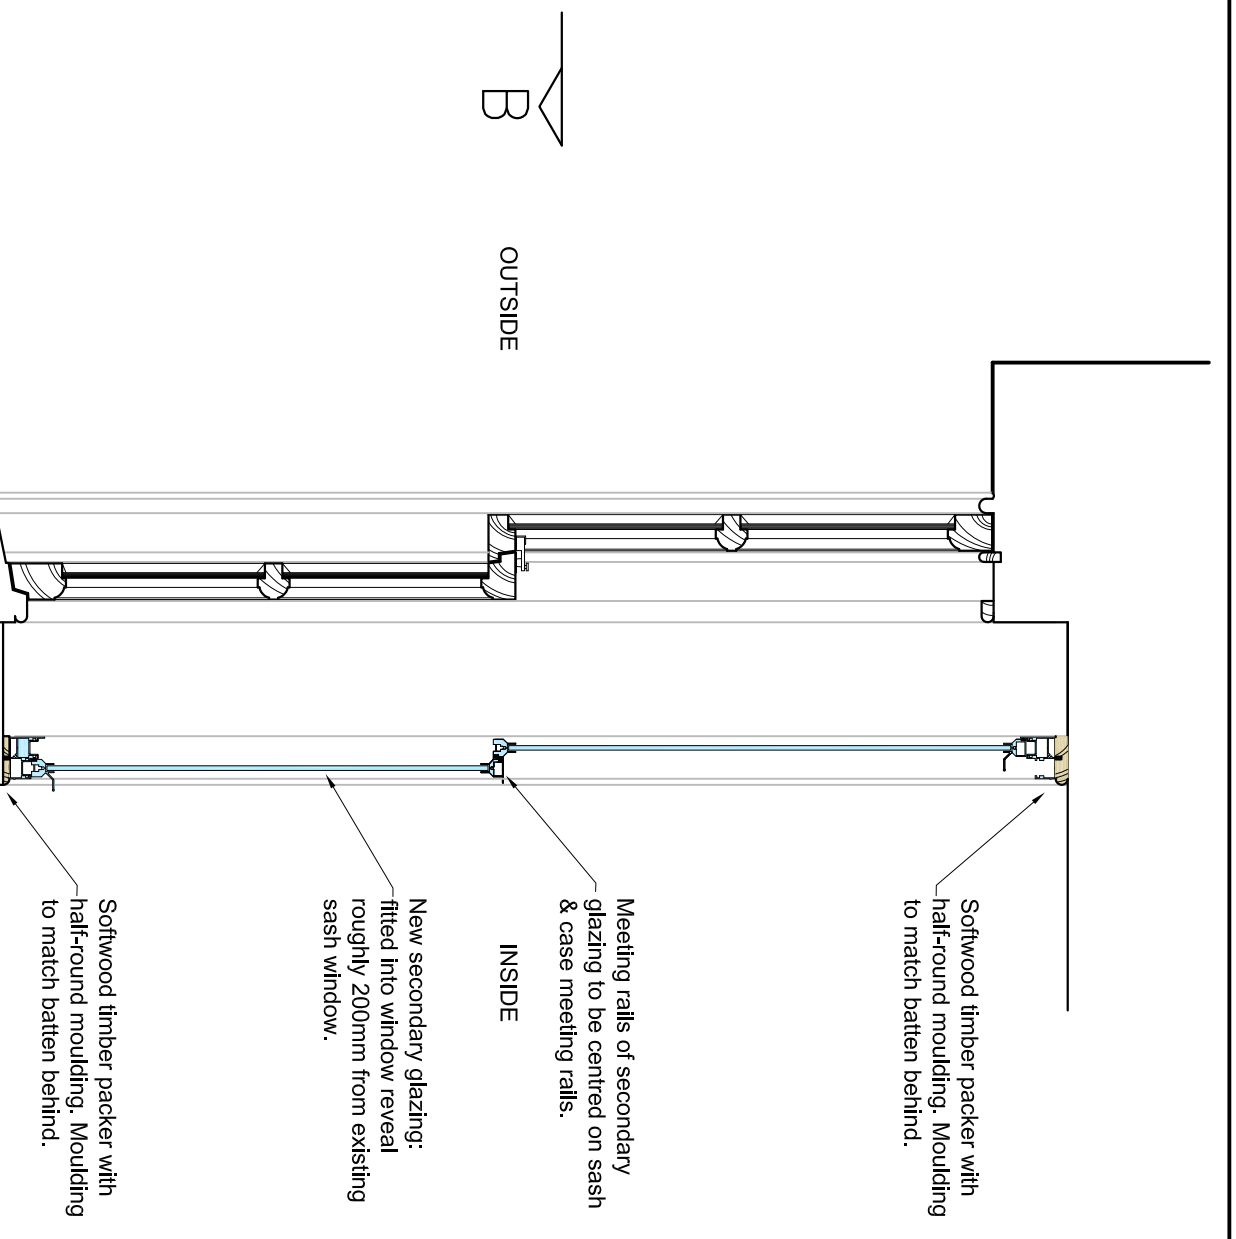 B
OUTSIDE
INSIDE
Softwood timber packer with
half-round moulding. Moulding
to match batten behind.
Meeting rails of secondary
glazing to be centred on sash
& case meeting rails.
New secondary glazing:
fitted into window reveal
roughly 200mm from existing
sash window.
Softwood timber packer with
half-round moulding. Moulding
to match batten behind.